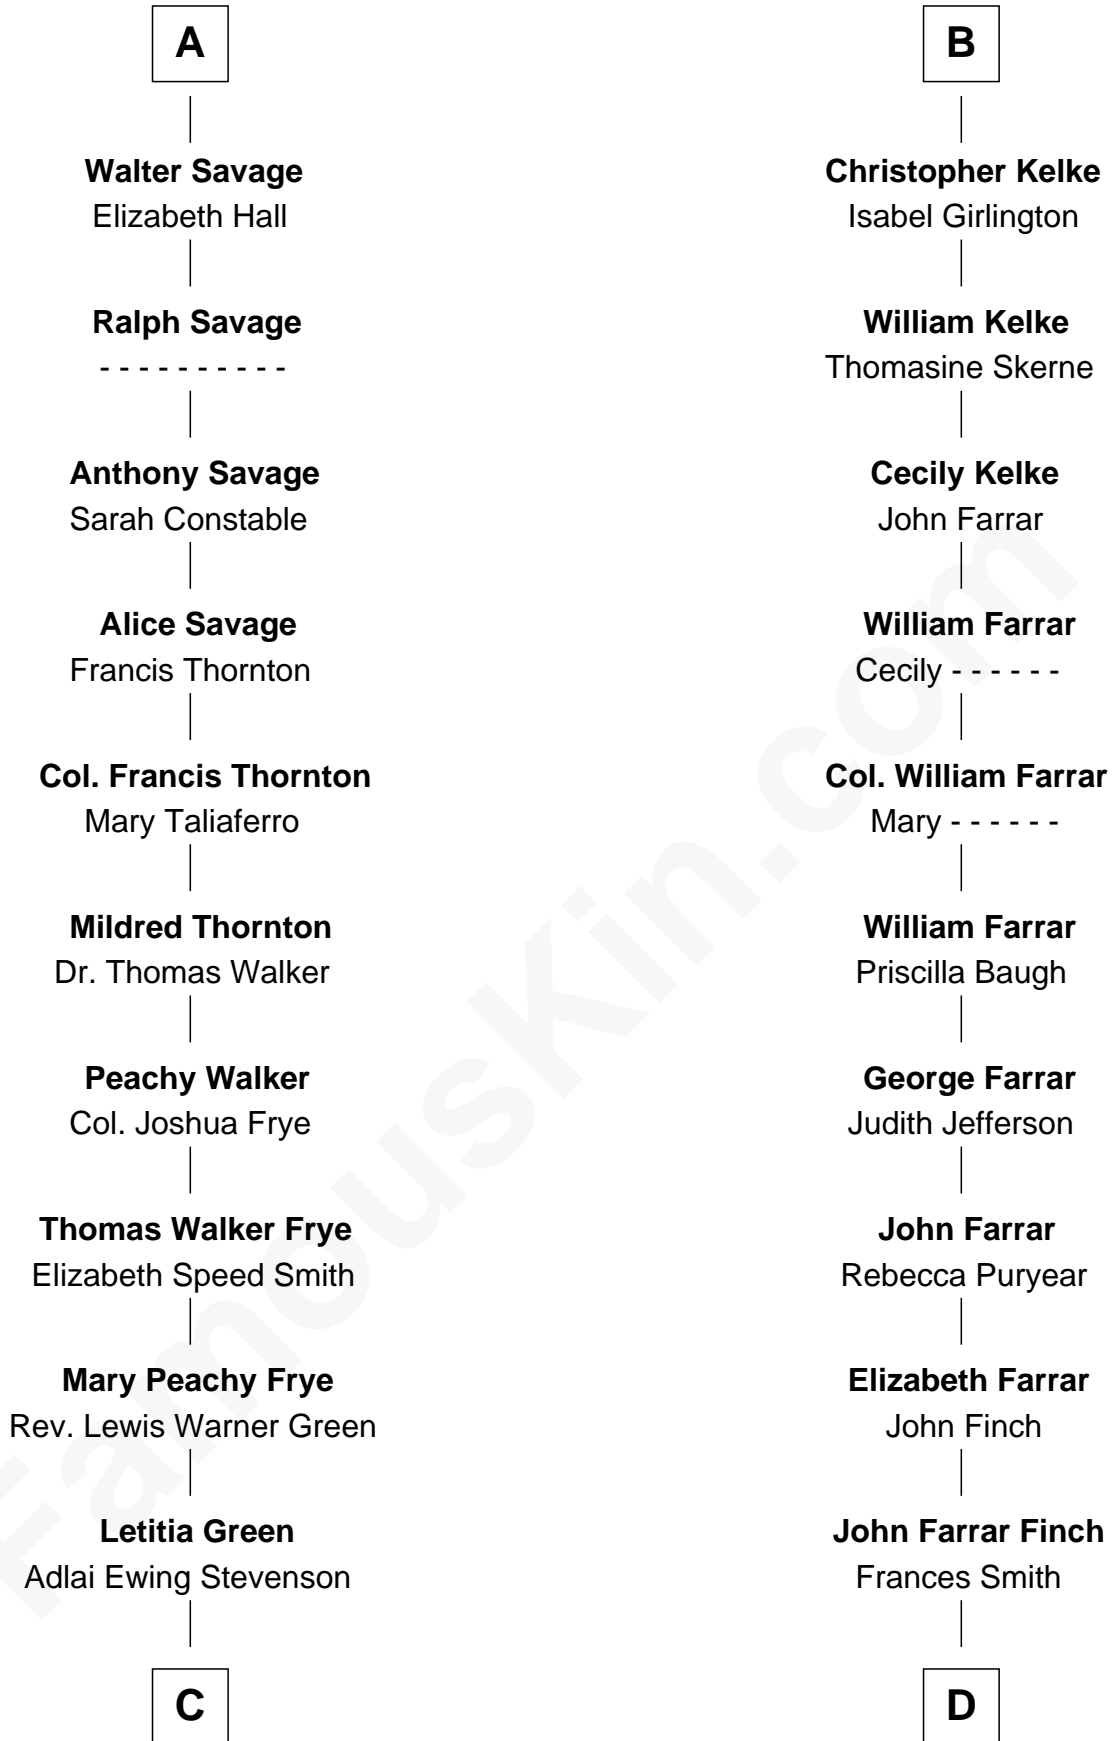 A
Walter Savage
Elizabeth Hall
Ralph Savage
- - - - - - - - - -
Anthony Savage
Sarah Constable
Alice Savage
Francis Thornton
Col. Francis Thornton
Mary Taliaferro
Mildred Thornton
Dr. Thomas Walker
Peachy Walker
Col. Joshua Frye
Thomas Walker Frye
Elizabeth Speed Smith
Mary Peachy Frye
Rev. Lewis Warner Green
Letitia Green
Adlai Ewing Stevenson
C
B
Christopher Kelke
Isabel Girlington
William Kelke
Thomasine Skerne
Cecily Kelke
John Farrar
William Farrar
Cecily - - - - - -
Col. William Farrar
Mary - - - - - -
William Farrar
Priscilla Baugh
George Farrar
Judith Jefferson
John Farrar
Rebecca Puryear
Elizabeth Farrar
John Finch
John Farrar Finch
Frances Smith
D
FamousKin.com